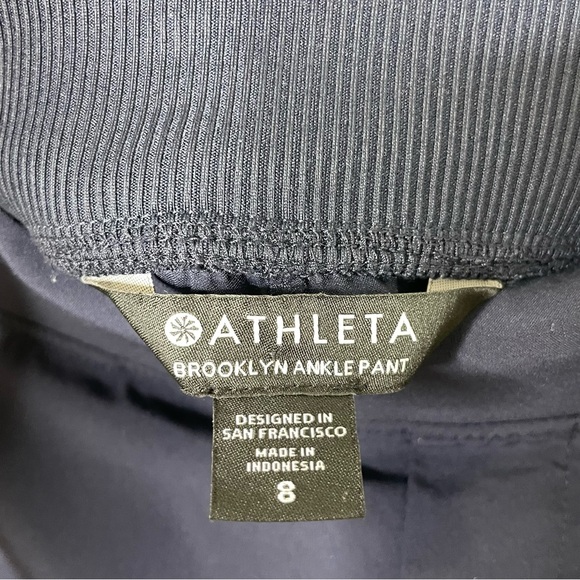 ATHLETA
BROOKLYN ANKLE PANT
DESIGNED IN
SAN FRANCISCO
MADE IN
INDONESIA
8